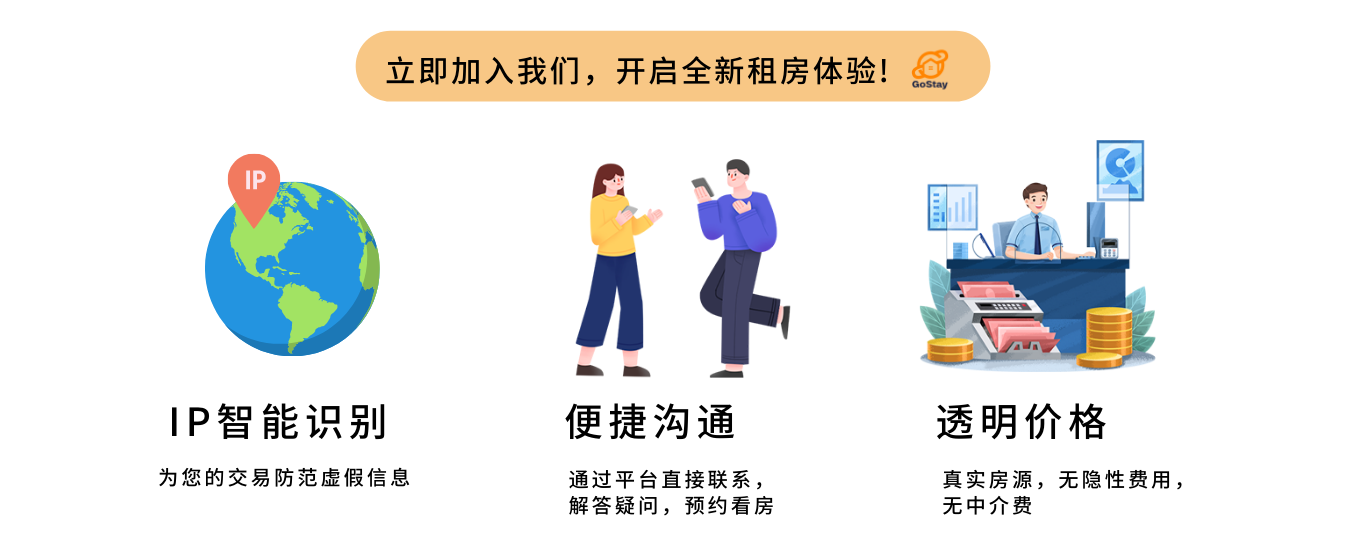 立即加入我们，开启全新租房体验!
GoStay
IP
IP智能识别
便捷沟通
透明价格
为您的交易防范虚假信息
通过平台直接联系，
解答疑问，预约看房
真实房源，无隐性费用，
无中介费